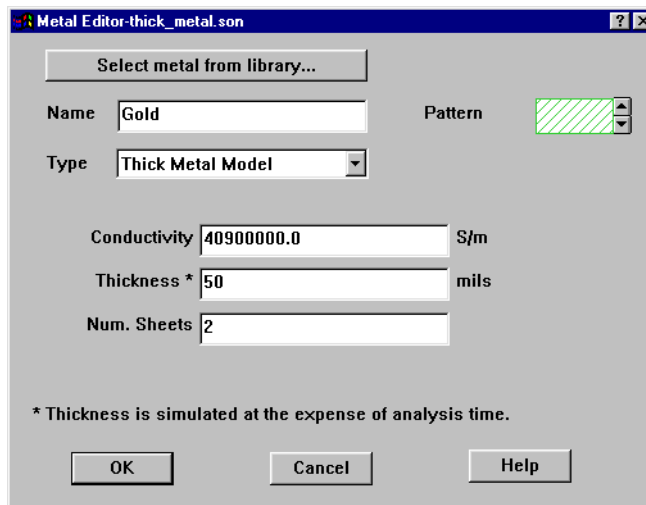 Metal Editor-thick_metal.son
Select metal from library...
Name Gold Pattern
Type Thick Metal Model
Conductivity 40900000.0 S/m
Thickness * 50 mils
Num. Sheets 2
* Thickness is simulated at the expense of analysis time.
OK Cancel Help